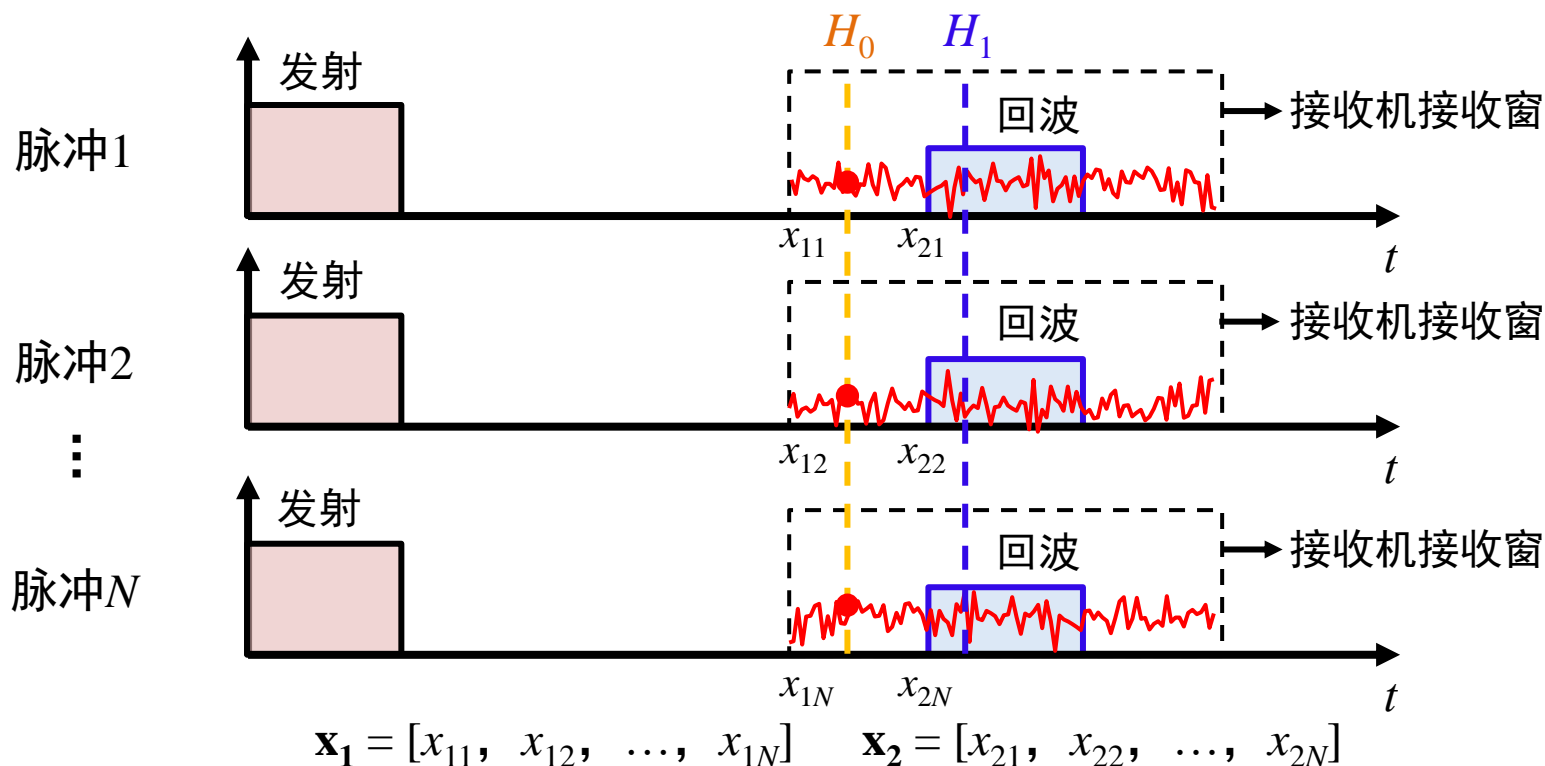 H₀ H₁
发射
回波
接收机接收窗
脉冲1
x₁₁ x₂₁
t
发射
回波
接收机接收窗
脉冲2
x₁₂ x₂₂
t
⋮
发射
回波
接收机接收窗
脉冲N
x₁N x₂N
t
x₁ = [x₁₁, x₁₂, …, x₁N] x₂ = [x₂₁, x₂₂, …, x₂N]